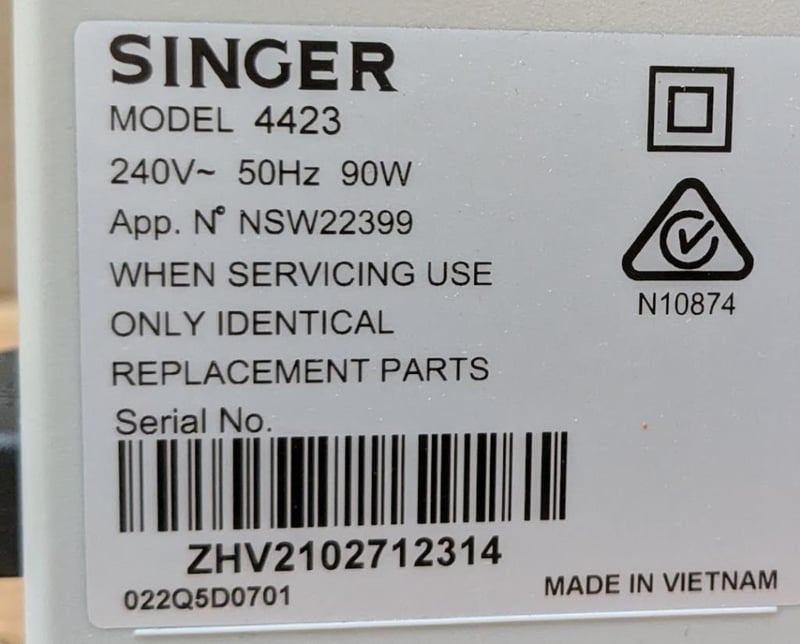 SINGER
MODEL 4423
240V~ 50Hz 90W
App. N° NSW22399
WHEN SERVICING USE
ONLY IDENTICAL
REPLACEMENT PARTS
N10874
Serial No.
ZHV2102712314
022Q5D0701
MADE IN VIETNAM